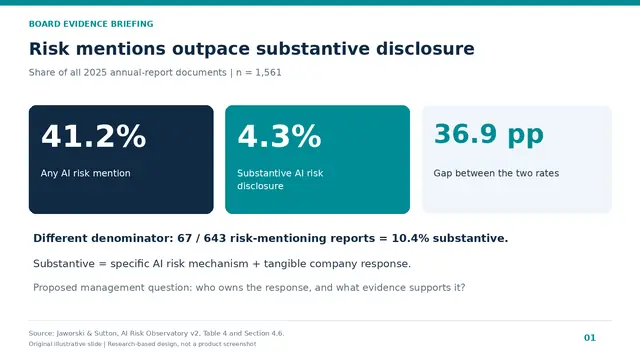 BOARD EVIDENCE BRIEFING
Risk mentions outpace substantive disclosure
Share of all 2025 annual-report documents | n = 1,561
41.2%
Any AI risk mention
4.3%
Substantive AI risk
disclosure
36.9 pp
Gap between the two rates
Different denominator: 67 / 643 risk-mentioning reports = 10.4% substantive.
Substantive = specific AI risk mechanism + tangible company response.
Proposed management question: who owns the response, and what evidence supports it?
Source: Jaworski & Sutton, AI Risk Observatory v2, Table 4 and Section 4.6.
Original illustrative slide | Research-based design, not a product screenshot
01